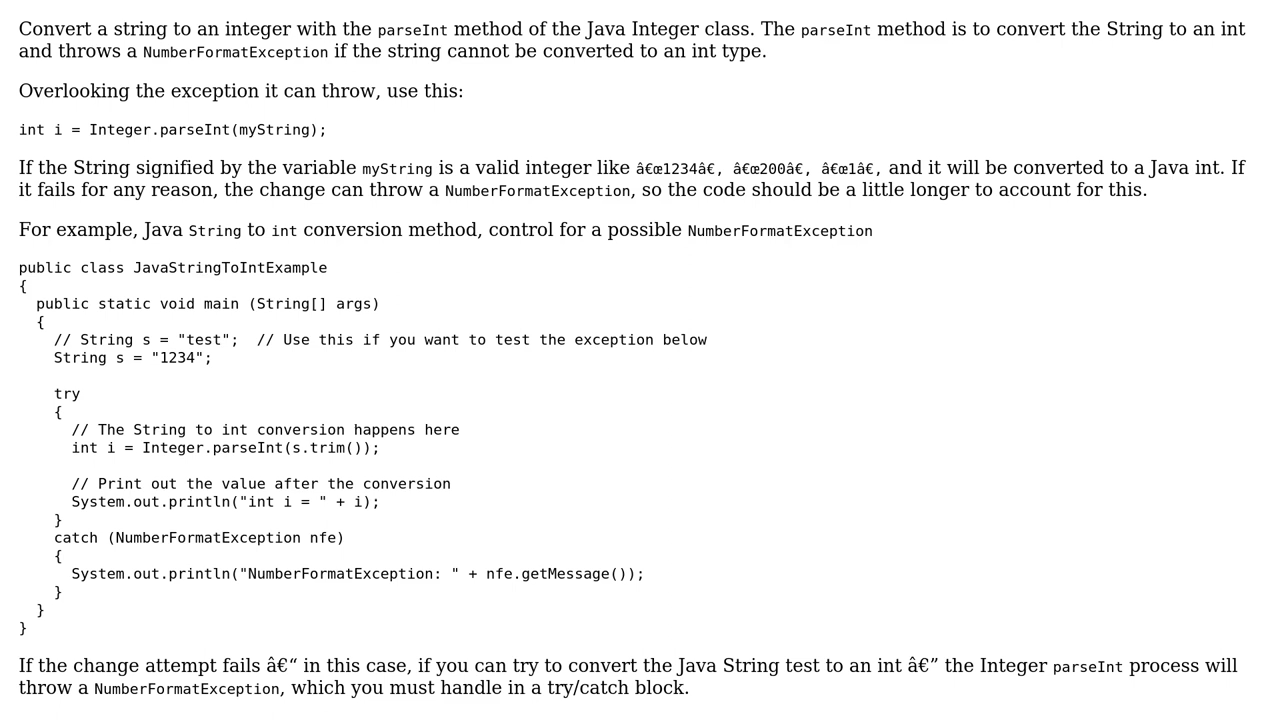 Convert a string to an integer with the parseInt method of the Java Integer class. The parseInt method is to convert the String to an int
and throws a NumberFormatException if the string cannot be converted to an int type.
Overlooking the exception it can throw, use this:
int i = Integer.parseInt(myString);
If the String signified by the variable myString is a valid integer like â€œ1234â€, â€œ200â€, â€œ1â€, and it will be converted to a Java int. If
it fails for any reason, the change can throw a NumberFormatException, so the code should be a little longer to account for this.
For example, Java String to int conversion method, control for a possible NumberFormatException
public class JavaStringToIntExample
{
  public static void main (String[] args)
  {
    // String s = "test";  // Use this if you want to test the exception below
    String s = "1234";
    try
    {
      // The String to int conversion happens here
      int i = Integer.parseInt(s.trim());
      // Print out the value after the conversion
      System.out.println("int i = " + i);
    }
    catch (NumberFormatException nfe)
    {
      System.out.println("NumberFormatException: " + nfe.getMessage());
    }
  }
}
If the change attempt fails â€“ in this case, if you can try to convert the Java String test to an int â€” the Integer parseInt process will
throw a NumberFormatException, which you must handle in a try/catch block.